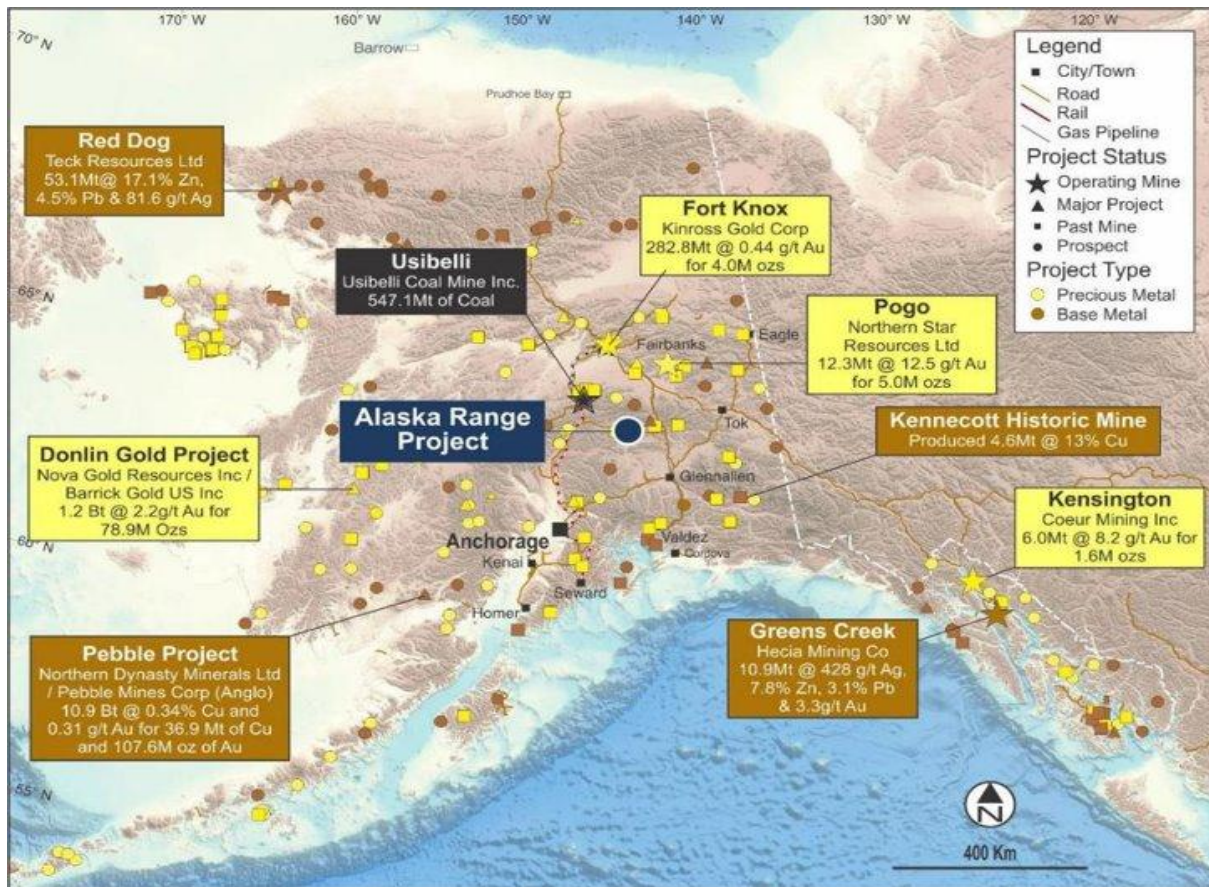 170° W
160° W
150° W
140° W
130° W
120° W
70° N
65° N
60° N
55° N
Barrow
Prudhoe Bay
Legend
City/Town
Road
Rail
Gas Pipeline
Project Status
Operating Mine
Major Project
Past Mine
Prospect
Project Type
Precious Metal
Base Metal
Red Dog
Teck Resources Ltd
53.1Mt@ 17.1% Zn,
4.5% Pb & 81.6 g/t Ag
Fort Knox
Kinross Gold Corp
282.8Mt @ 0.44 g/t Au
for 4.0M ozs
Usibelli
Usibelli Coal Mine Inc.
547.1Mt of Coal
Pogo
Northern Star
Resources Ltd
12.3Mt @ 12.5 g/t Au
for 5.0M ozs
Eagle
Fairbanks
Alaska Range
Project
Tok
Kennecott Historic Mine
Produced 4.6Mt @ 13% Cu
Donlin Gold Project
Nova Gold Resources Inc /
Barrick Gold US Inc
1.2 Bt @ 2.2g/t Au for
78.9M Ozs
Glennallen
Kensington
Coeur Mining Inc
6.0Mt @ 8.2 g/t Au for
1.6M ozs
Anchorage
Valdez
Cordova
Kenai
Seward
Homer
Pebble Project
Northern Dynasty Minerals Ltd
/ Pebble Mines Corp (Anglo)
10.9 Bt @ 0.34% Cu and
0.31 g/t Au for 36.9 Mt of Cu
and 107.6M oz of Au
Greens Creek
Hecia Mining Co
10.9Mt @ 428 g/t Ag,
7.8% Zn, 3.1% Pb
& 3.3g/t Au
N
400 Km